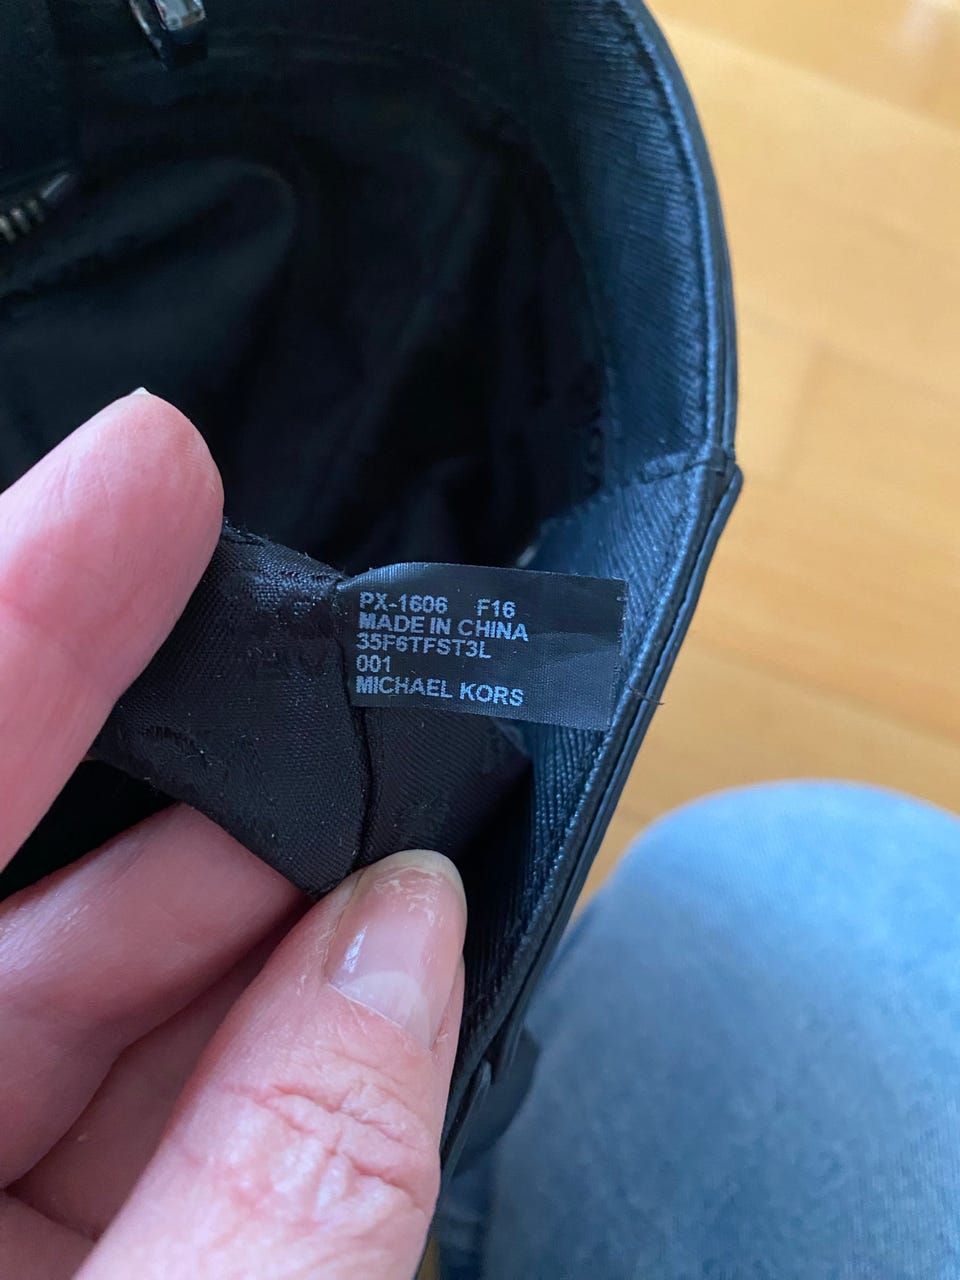 PX-1606 F16
MADE IN CHINA
35F6TFST3L
001
MICHAEL KORS